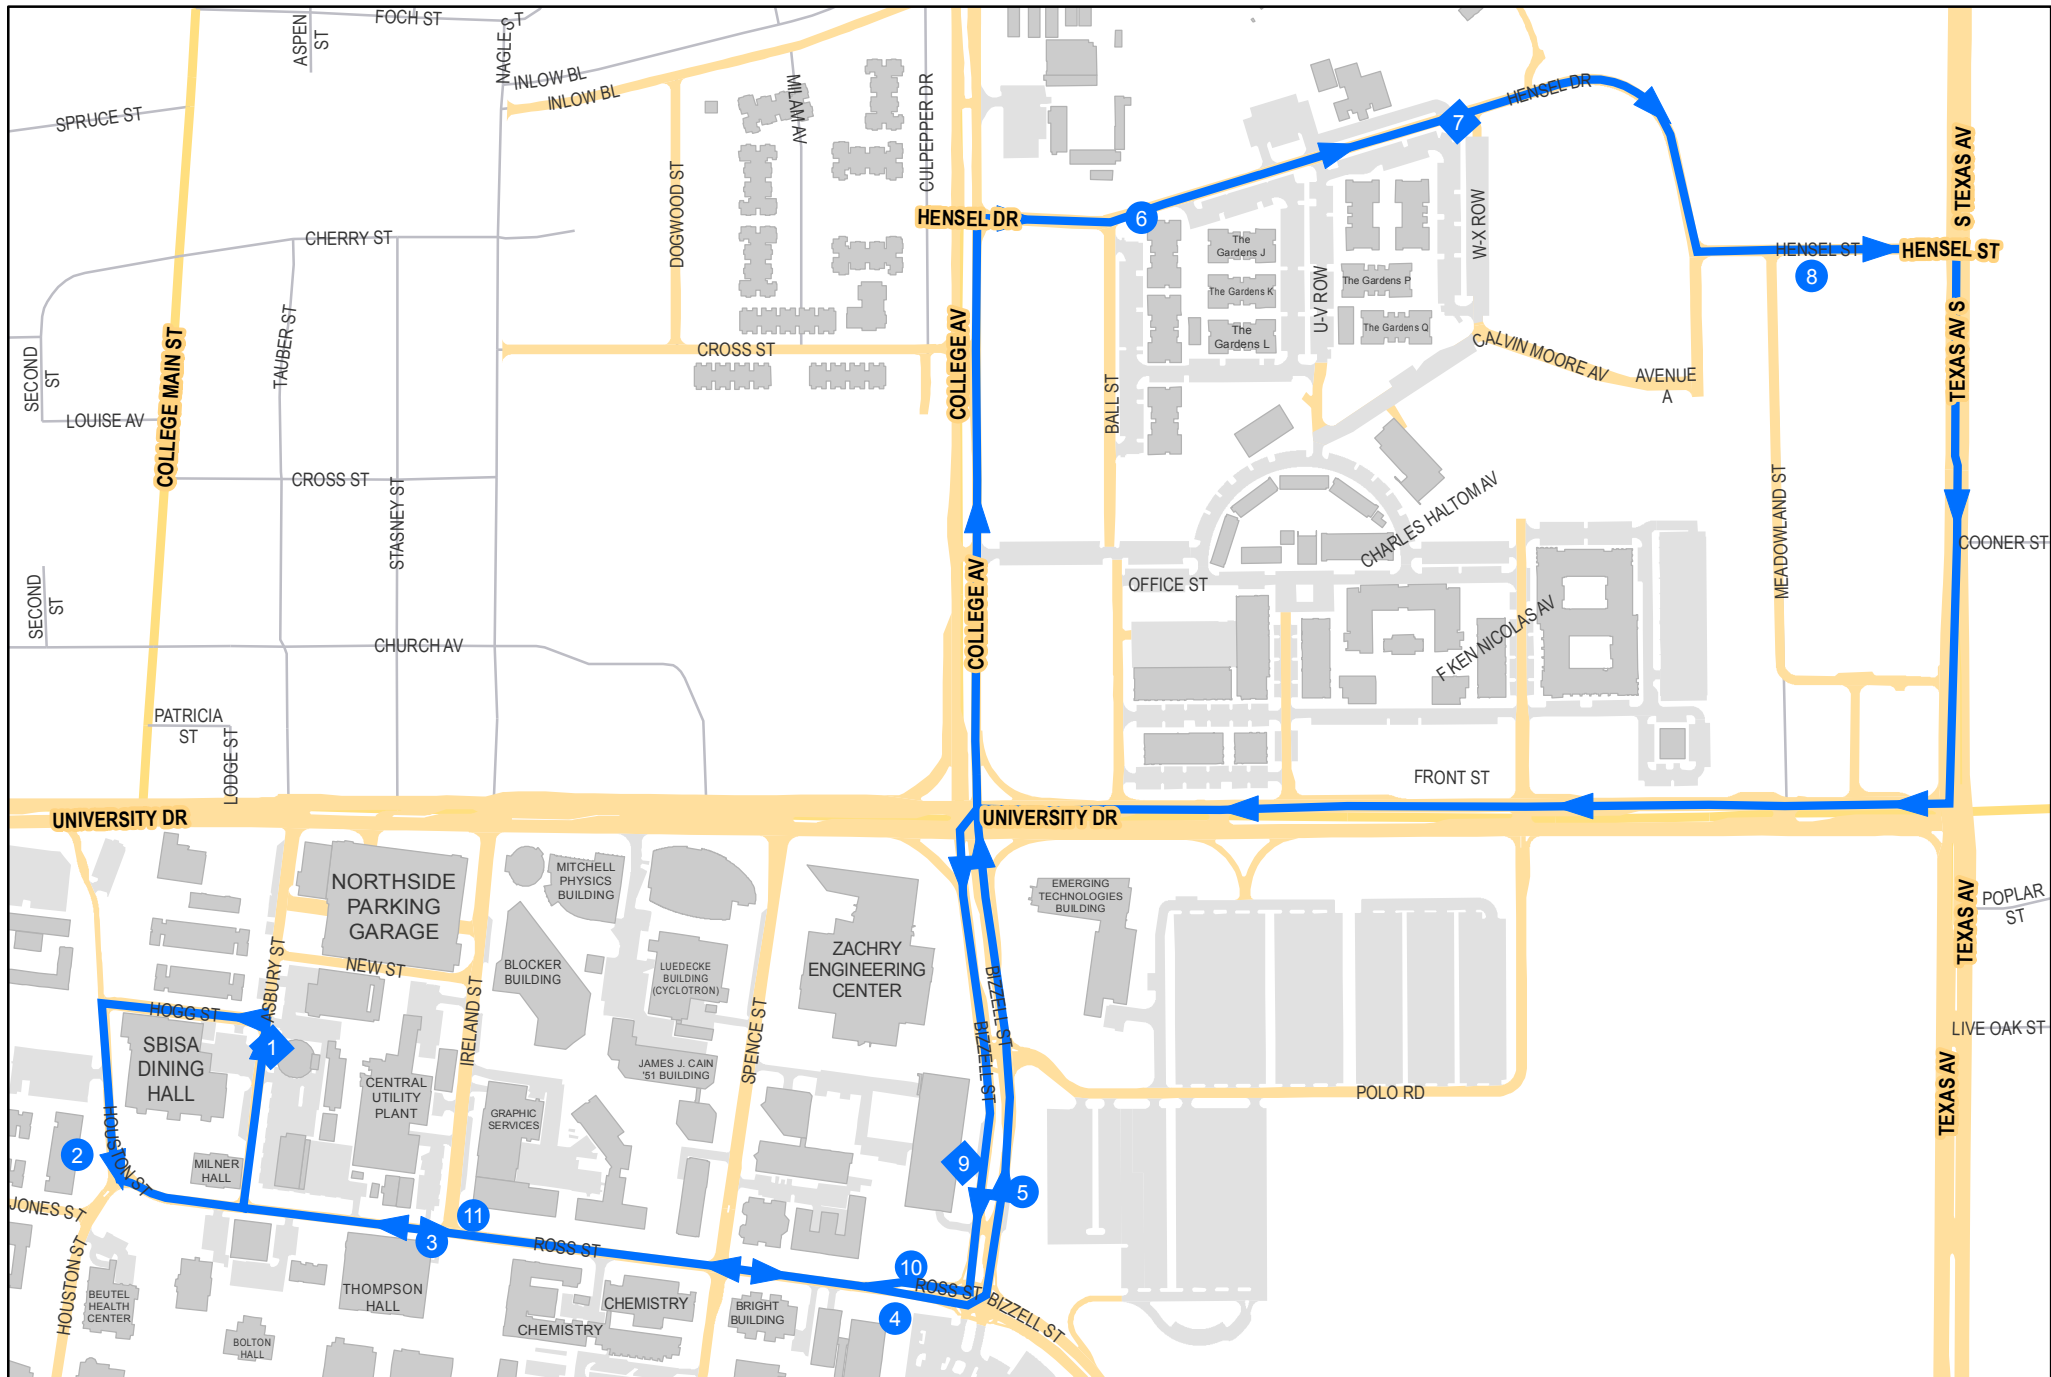 FOCH ST
ASPEN
ST
NAGLE ST
INLOW BL
INLOW BL
SPRUCE ST
MILAM AV
CULPEPPER DR
DOGWOOD ST
HENSEL DR
7
S TEXAS AV
6
HENSEL DR
W-X ROW
CHERRY ST
The
Gardens J
HENSEL ST
HENSEL ST
8
The Gardens K
The Gardens P
U-V ROW
TAUBER ST
COLLEGE MAIN ST
The
Gardens L
The Gardens Q
TEXAS AV S
SECOND
ST
CROSS ST
COLLEGE AV
CALVIN MOORE AV
AVENUE
A
BALL ST
LOUISE AV
CROSS ST
STASNEY ST
CHARLES HALTOM AV
MEADOWLAND ST
COONER ST
SECOND
ST
OFFICE ST
COLLEGE AV
F KEN NICOLAS AV
CHURCH AV
PATRICIA
ST
LODGE ST
FRONT ST
UNIVERSITY DR
UNIVERSITY DR
NORTHSIDE
PARKING
GARAGE
MITCHELL
PHYSICS
BUILDING
EMERGING
TECHNOLOGIES
BUILDING
POPLAR
ST
TEXAS AV
ASBURY ST
NEW ST
BLOCKER
BUILDING
LUEDECKE
BUILDING
(CYCLOTRON)
ZACHRY
ENGINEERING
CENTER
BIZZELL ST
BIZZELL ST
HOGG ST
IRELAND ST
SPENCE ST
LIVE OAK ST
1
SBISA
DINING
HALL
CENTRAL
UTILITY
PLANT
JAMES J. CAIN
'51 BUILDING
POLO RD
TEXAS AV
GRAPHIC
SERVICES
HOUSTON ST
2
MILNER
HALL
9
5
JONES ST
11
3
ROSS ST
HOUSTON ST
10
ROSS ST
BIZZELL ST
4
BEUTEL
HEALTH
CENTER
THOMPSON
HALL
CHEMISTRY
BRIGHT
BUILDING
CHEMISTRY
BOLTON
HALL